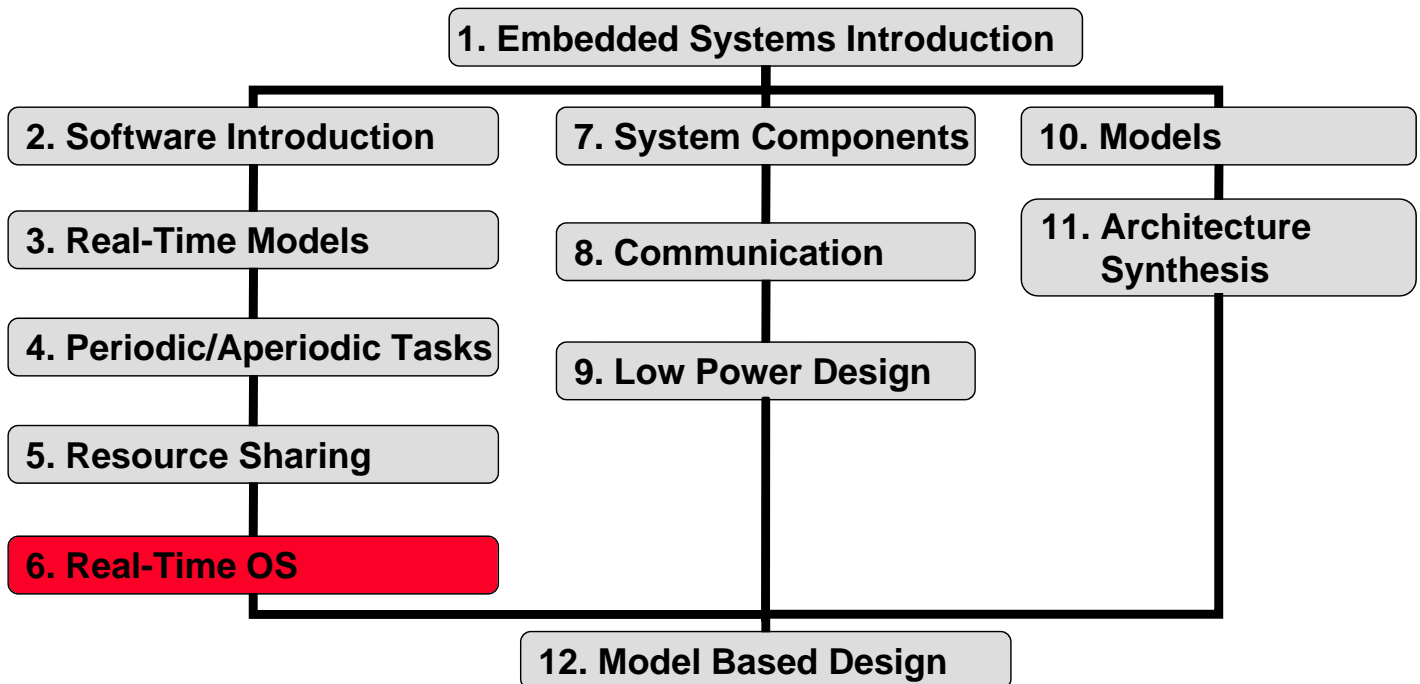 1. Embedded Systems Introduction
2. Software Introduction
3. Real-Time Models
4. Periodic/Aperiodic Tasks
5. Resource Sharing
6. Real-Time OS
7. System Components
8. Communication
9. Low Power Design
10. Models
11. Architecture
Synthesis
12. Model Based Design